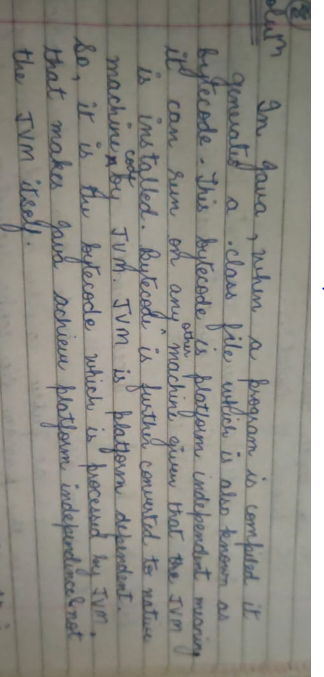 8
Solun
In Java, when a program is compiled it
generates a .class file which is also known as
bytecode. This bytecode is platform independent meaning
it can run on any other machine given that the JVM
is installed. Bytecode is further converted to native
machine code by JVM. JVM is platform dependent.
So, it is the bytecode which is processed by JVM,
that makes Java achieve platform independence & not
the JVM itself.